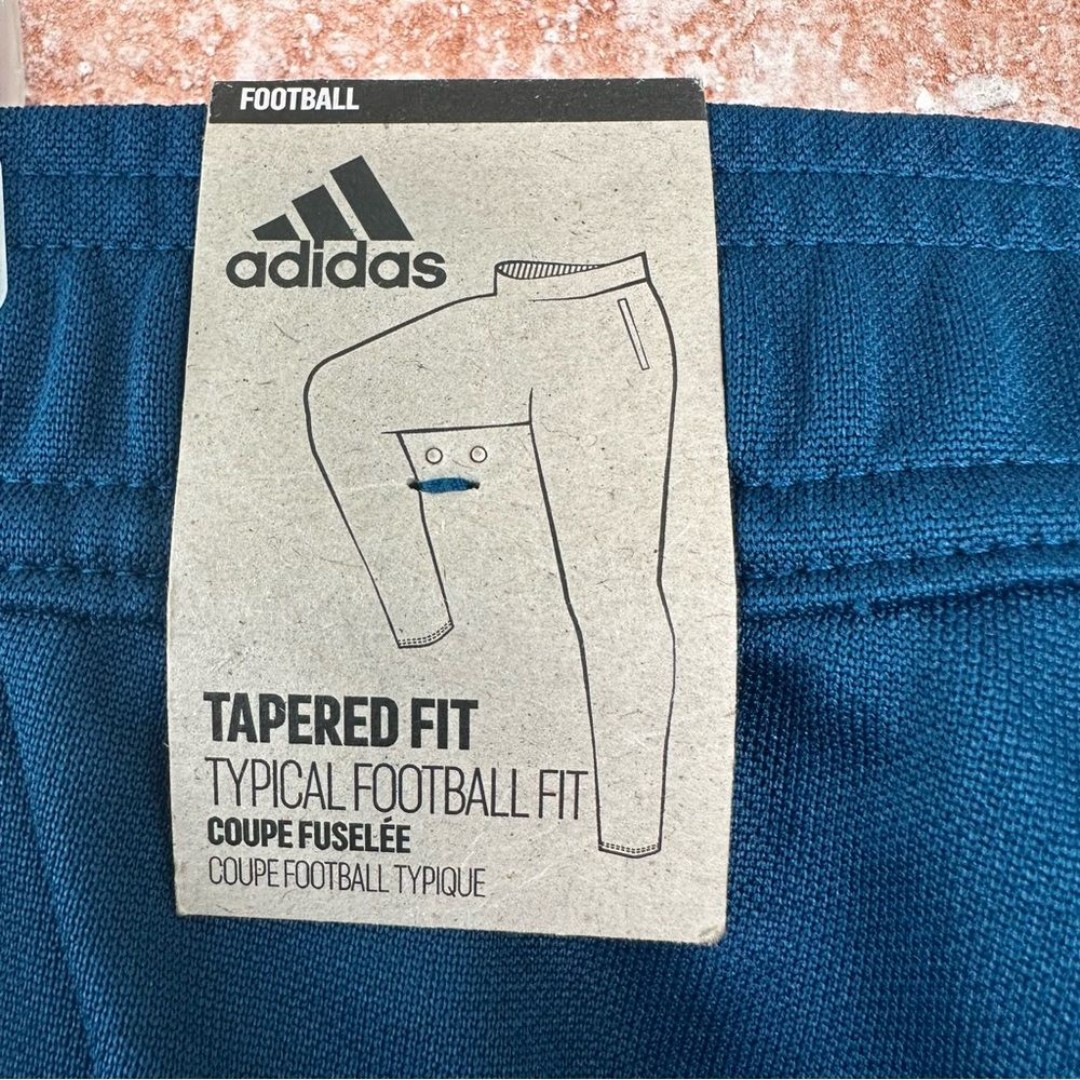 FOOTBALL
adidas
TAPERED FIT
TYPICAL FOOTBALL FIT
COUPE FUSELÉE
COUPE FOOTBALL TYPIQUE